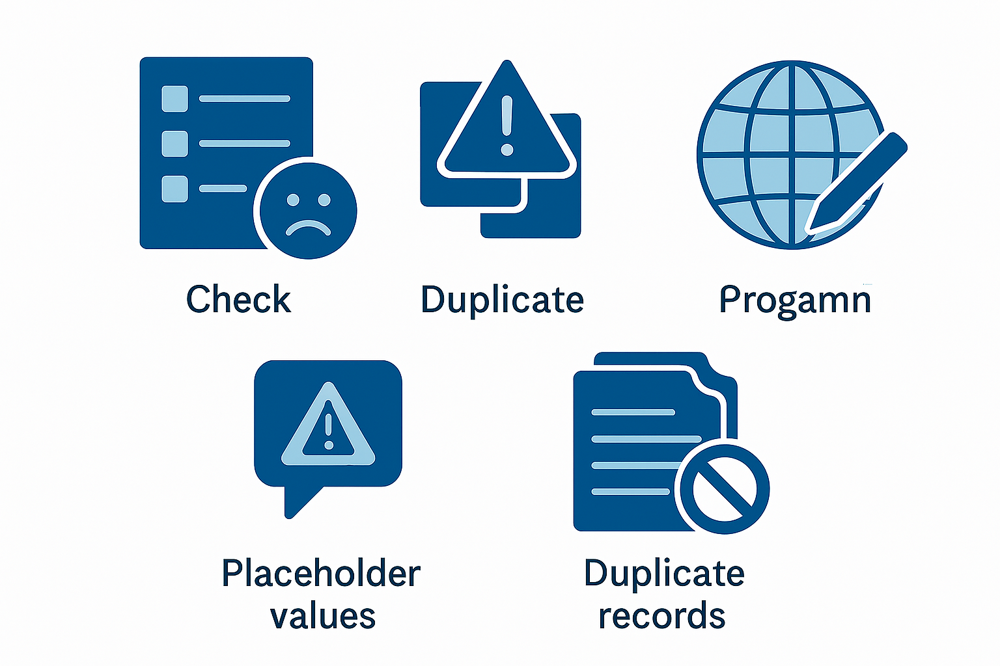 Check
Duplicate
Progamn
Placeholder
values
Duplicate
records